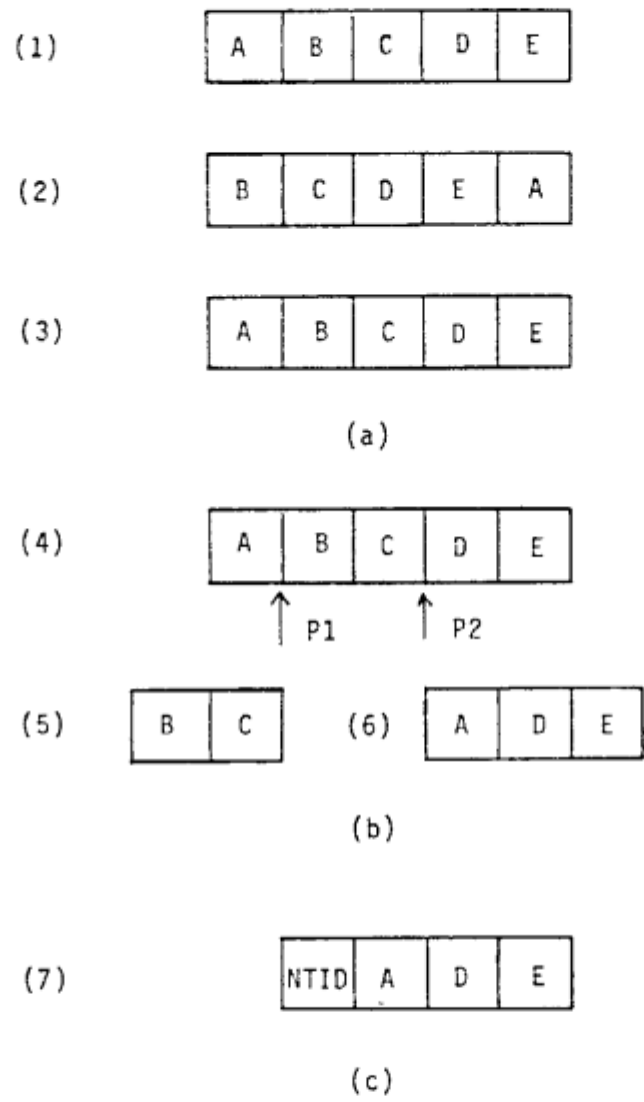 (1) A B C D E
(2) B C D E A
(3) A B C D E
(a)
(4) A B C D E
P1 P2
(5) B C (6) A D E
(b)
(7) NTID A D E
(c)